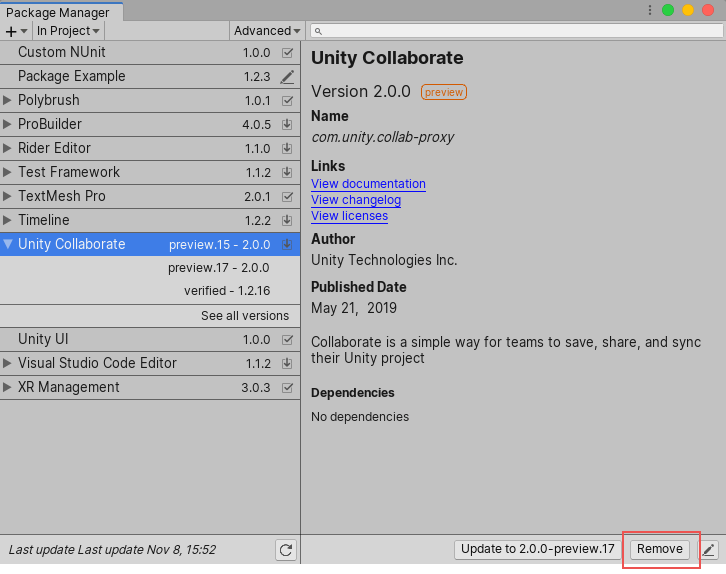 Package Manager
In Project
Advanced
Custom NUnit 1.0.0
Package Example 1.2.3
Polybrush 1.0.1
ProBuilder 4.0.5
Rider Editor 1.1.0
Test Framework 1.1.2
TextMesh Pro 2.0.1
Timeline 1.2.2
Unity Collaborate preview.15 - 2.0.0
preview.17 - 2.0.0
verified - 1.2.16
See all versions
Unity UI 1.0.0
Visual Studio Code Editor 1.1.2
XR Management 3.0.3
Last update Last update Nov 8, 15:52
Unity Collaborate
Version 2.0.0 preview
Name
com.unity.collab-proxy
Links
View documentation
View changelog
View licenses
Author
Unity Technologies Inc.
Published Date
May 21, 2019
Collaborate is a simple way for teams to save, share, and sync
their Unity project
Dependencies
No dependencies
Update to 2.0.0-preview.17
Remove